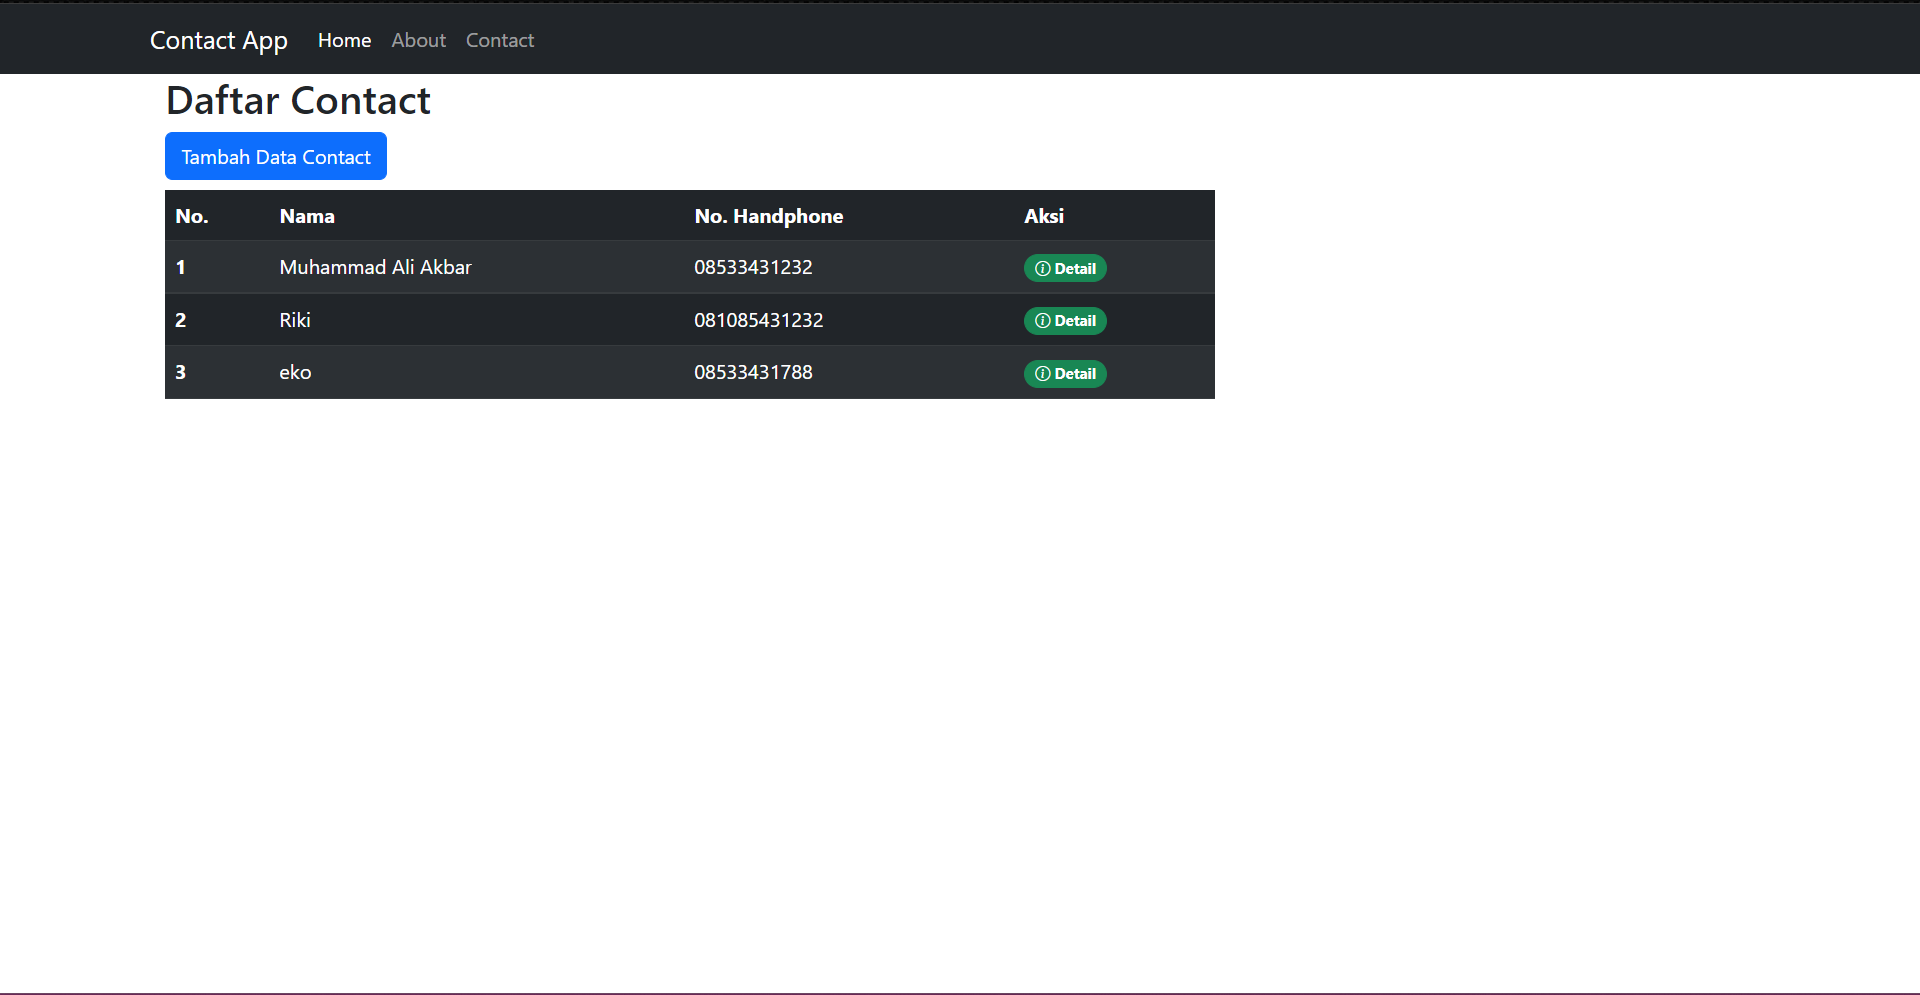 Contact App Home About Contact
Daftar Contact
Tambah Data Contact
No. Nama No. Handphone Aksi
1 Muhammad Ali Akbar 08533431232 Detail
2 Riki 081085431232 Detail
3 eko 08533431788 Detail